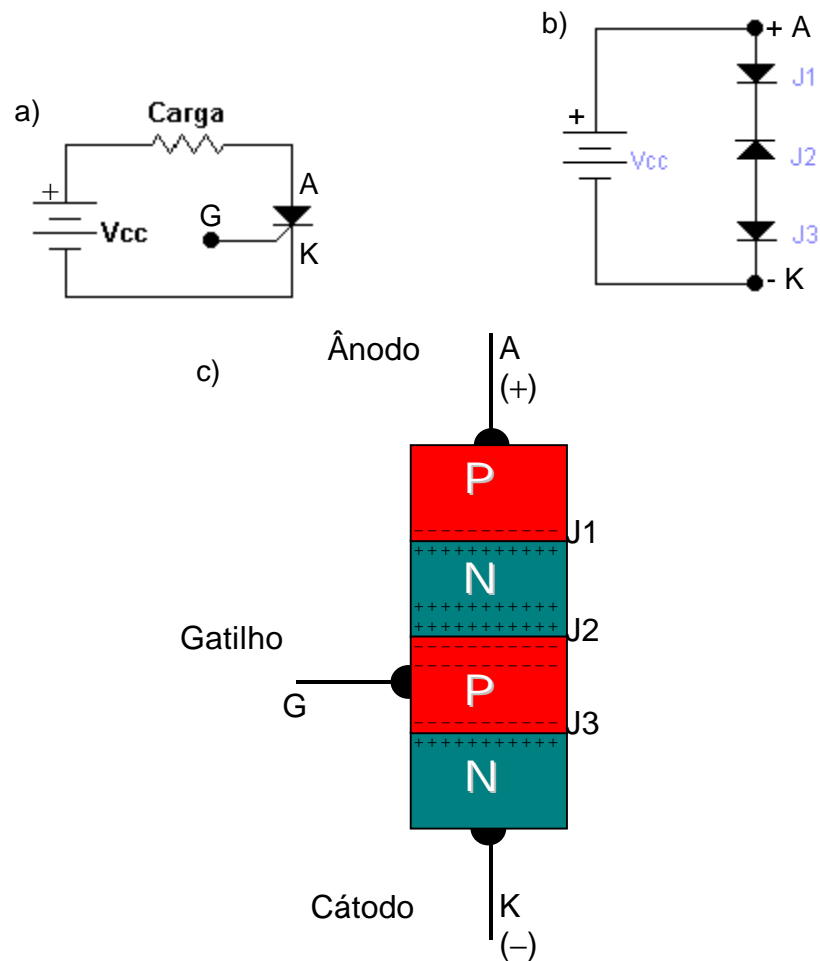 a)
Carga
+
Vcc
A
G
K
b)
+ A
J1
+
Vcc
J2
J3
- K
c)
Ânodo
A
(+)
P
− − − − − − − − − − −
J1
+ + + + + + + + + + +
N
+ + + + + + + + + + +
+ + + + + + + + + + +
J2
− − − − − − − − − − −
− − − − − − − − − − −
Gatilho
P
G
− − − − − − − − − − −
J3
+ + + + + + + + + + +
N
Cátodo
K
(−)